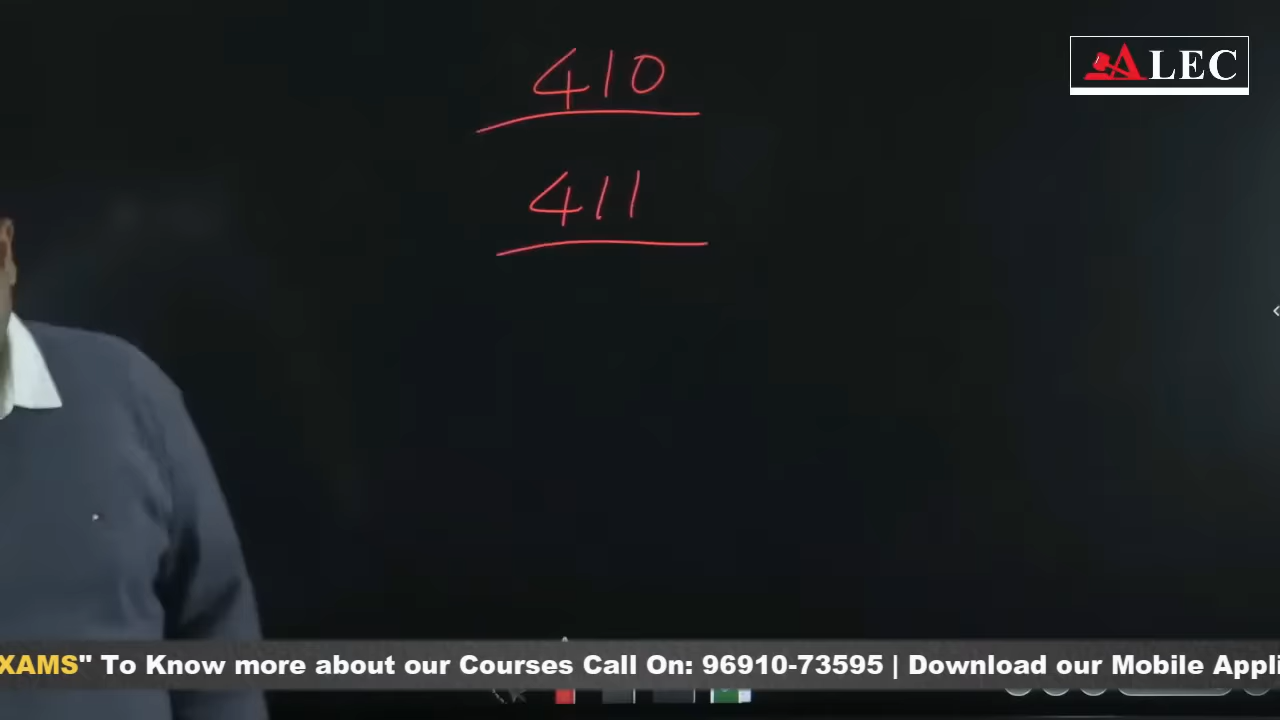 410
ALEC
411
XAMS" To Know more about our Courses Call On: 96910-73595 | Download our Mobile Appli